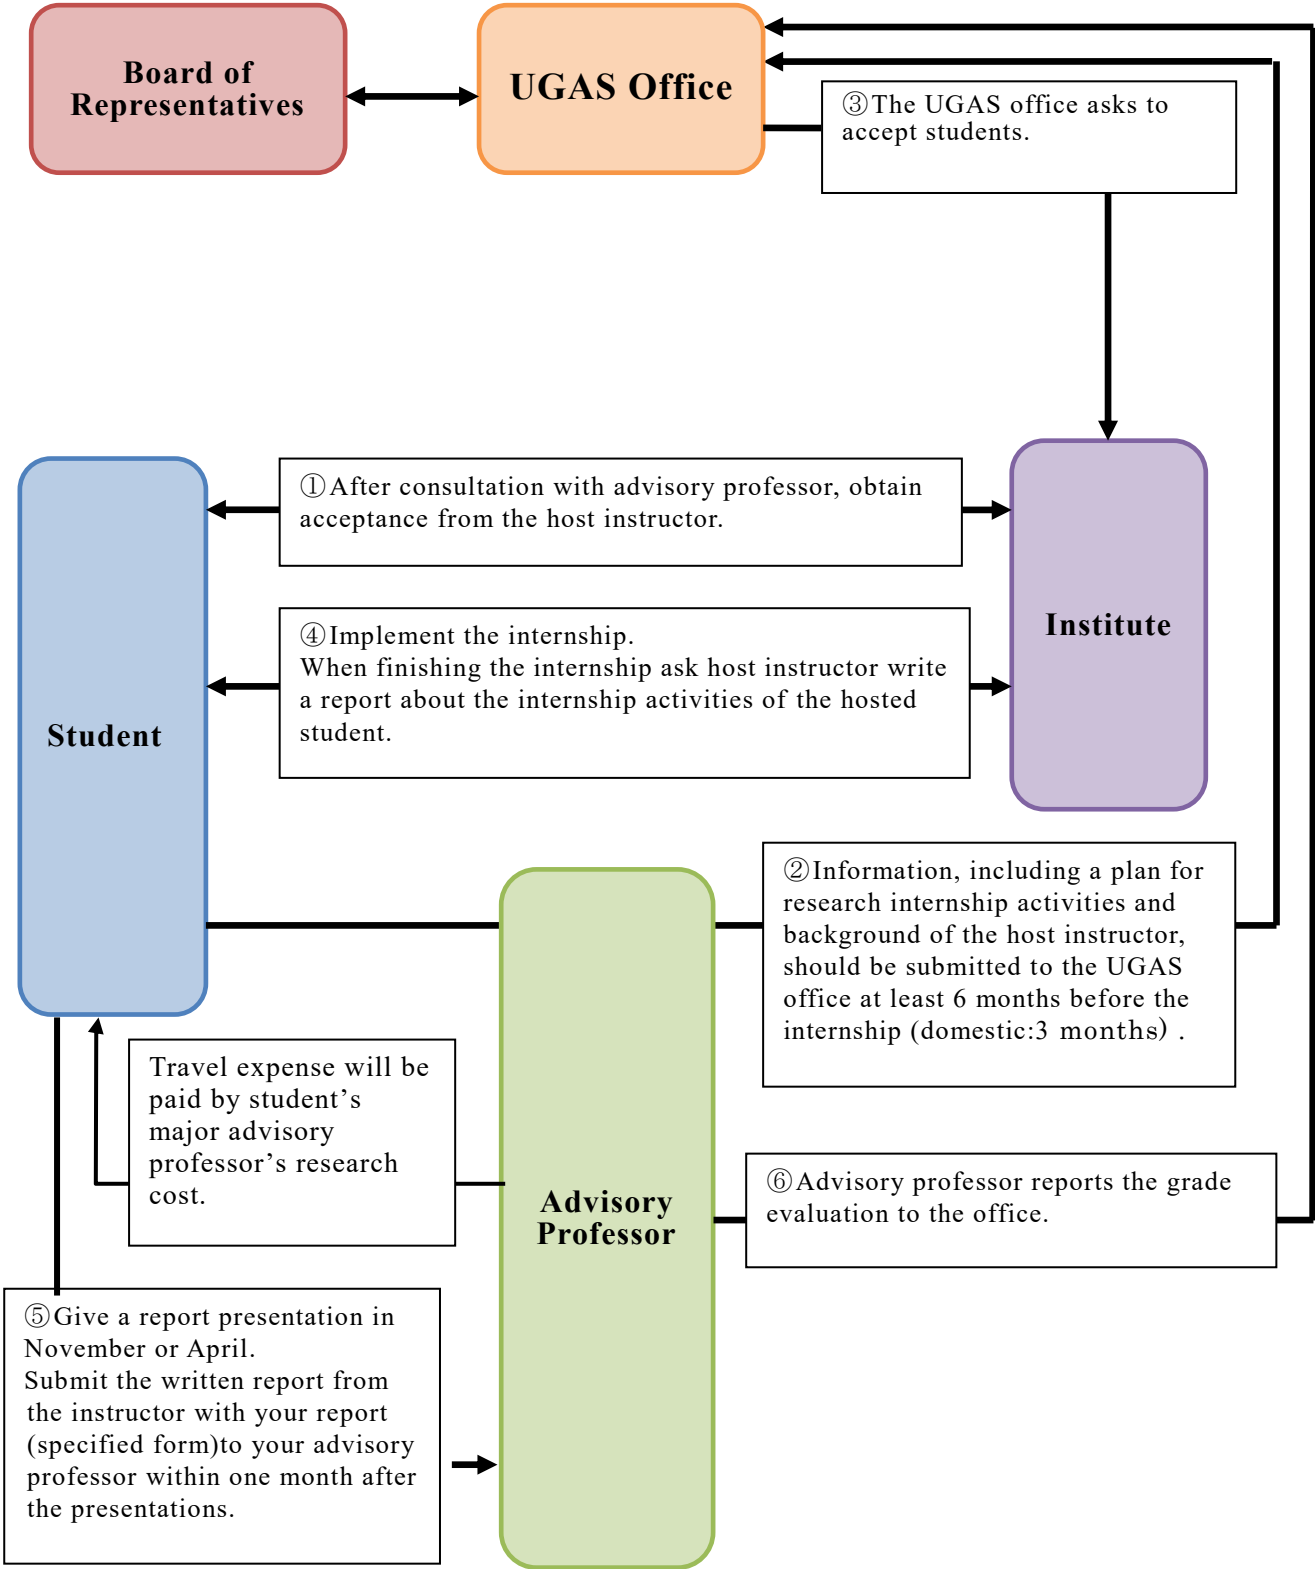 Board of
Representatives
UGAS Office
③The UGAS office asks to
accept students.
①After consultation with advisory professor, obtain
acceptance from the host instructor.
Institute
④Implement the internship.
When finishing the internship ask host instructor write
a report about the internship activities of the hosted
student.
Student
②Information, including a plan for
research internship activities and
background of the host instructor,
should be submitted to the UGAS
office at least 6 months before the
internship (domestic:3 months) .
Travel expense will be
paid by student’s
major advisory
professor’s research
cost.
Advisory
Professor
⑥Advisory professor reports the grade
evaluation to the office.
⑤Give a report presentation in
November or April.
Submit the written report from
the instructor with your report
(specified form)to your advisory
professor within one month after
the presentations.